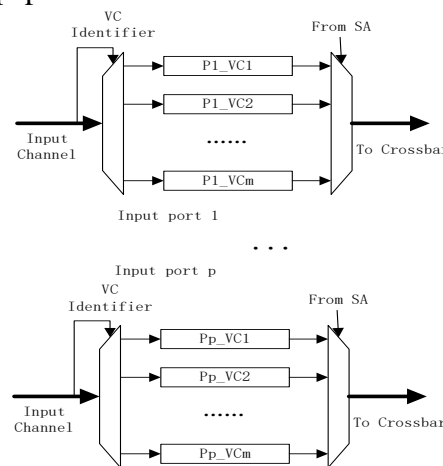 VC
Identifier
From SA
P1_VC1
P1_VC2
......
Input
Channel
To Crossbar
P1_VCm
Input port 1
...
Input port p
VC
Identifier
From SA
Pp_VC1
Pp_VC2
......
Input
Channel
To Crossbar
Pp_VCm